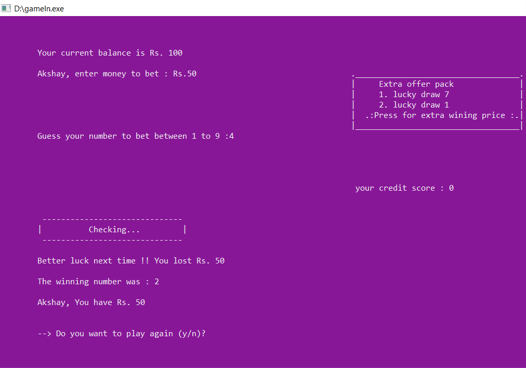 D:\gameIn.exe
Your current balance is Rs. 100
Akshay, enter money to bet : Rs.50
Extra offer pack
1. lucky draw 7
2. lucky draw 1
.:Press for extra wining price :.
Guess your number to bet between 1 to 9 :4
your credit score : 0
Checking...
Better luck next time !! You lost Rs. 50
The winning number was : 2
Akshay, You have Rs. 50
--> Do you want to play again (y/n)?